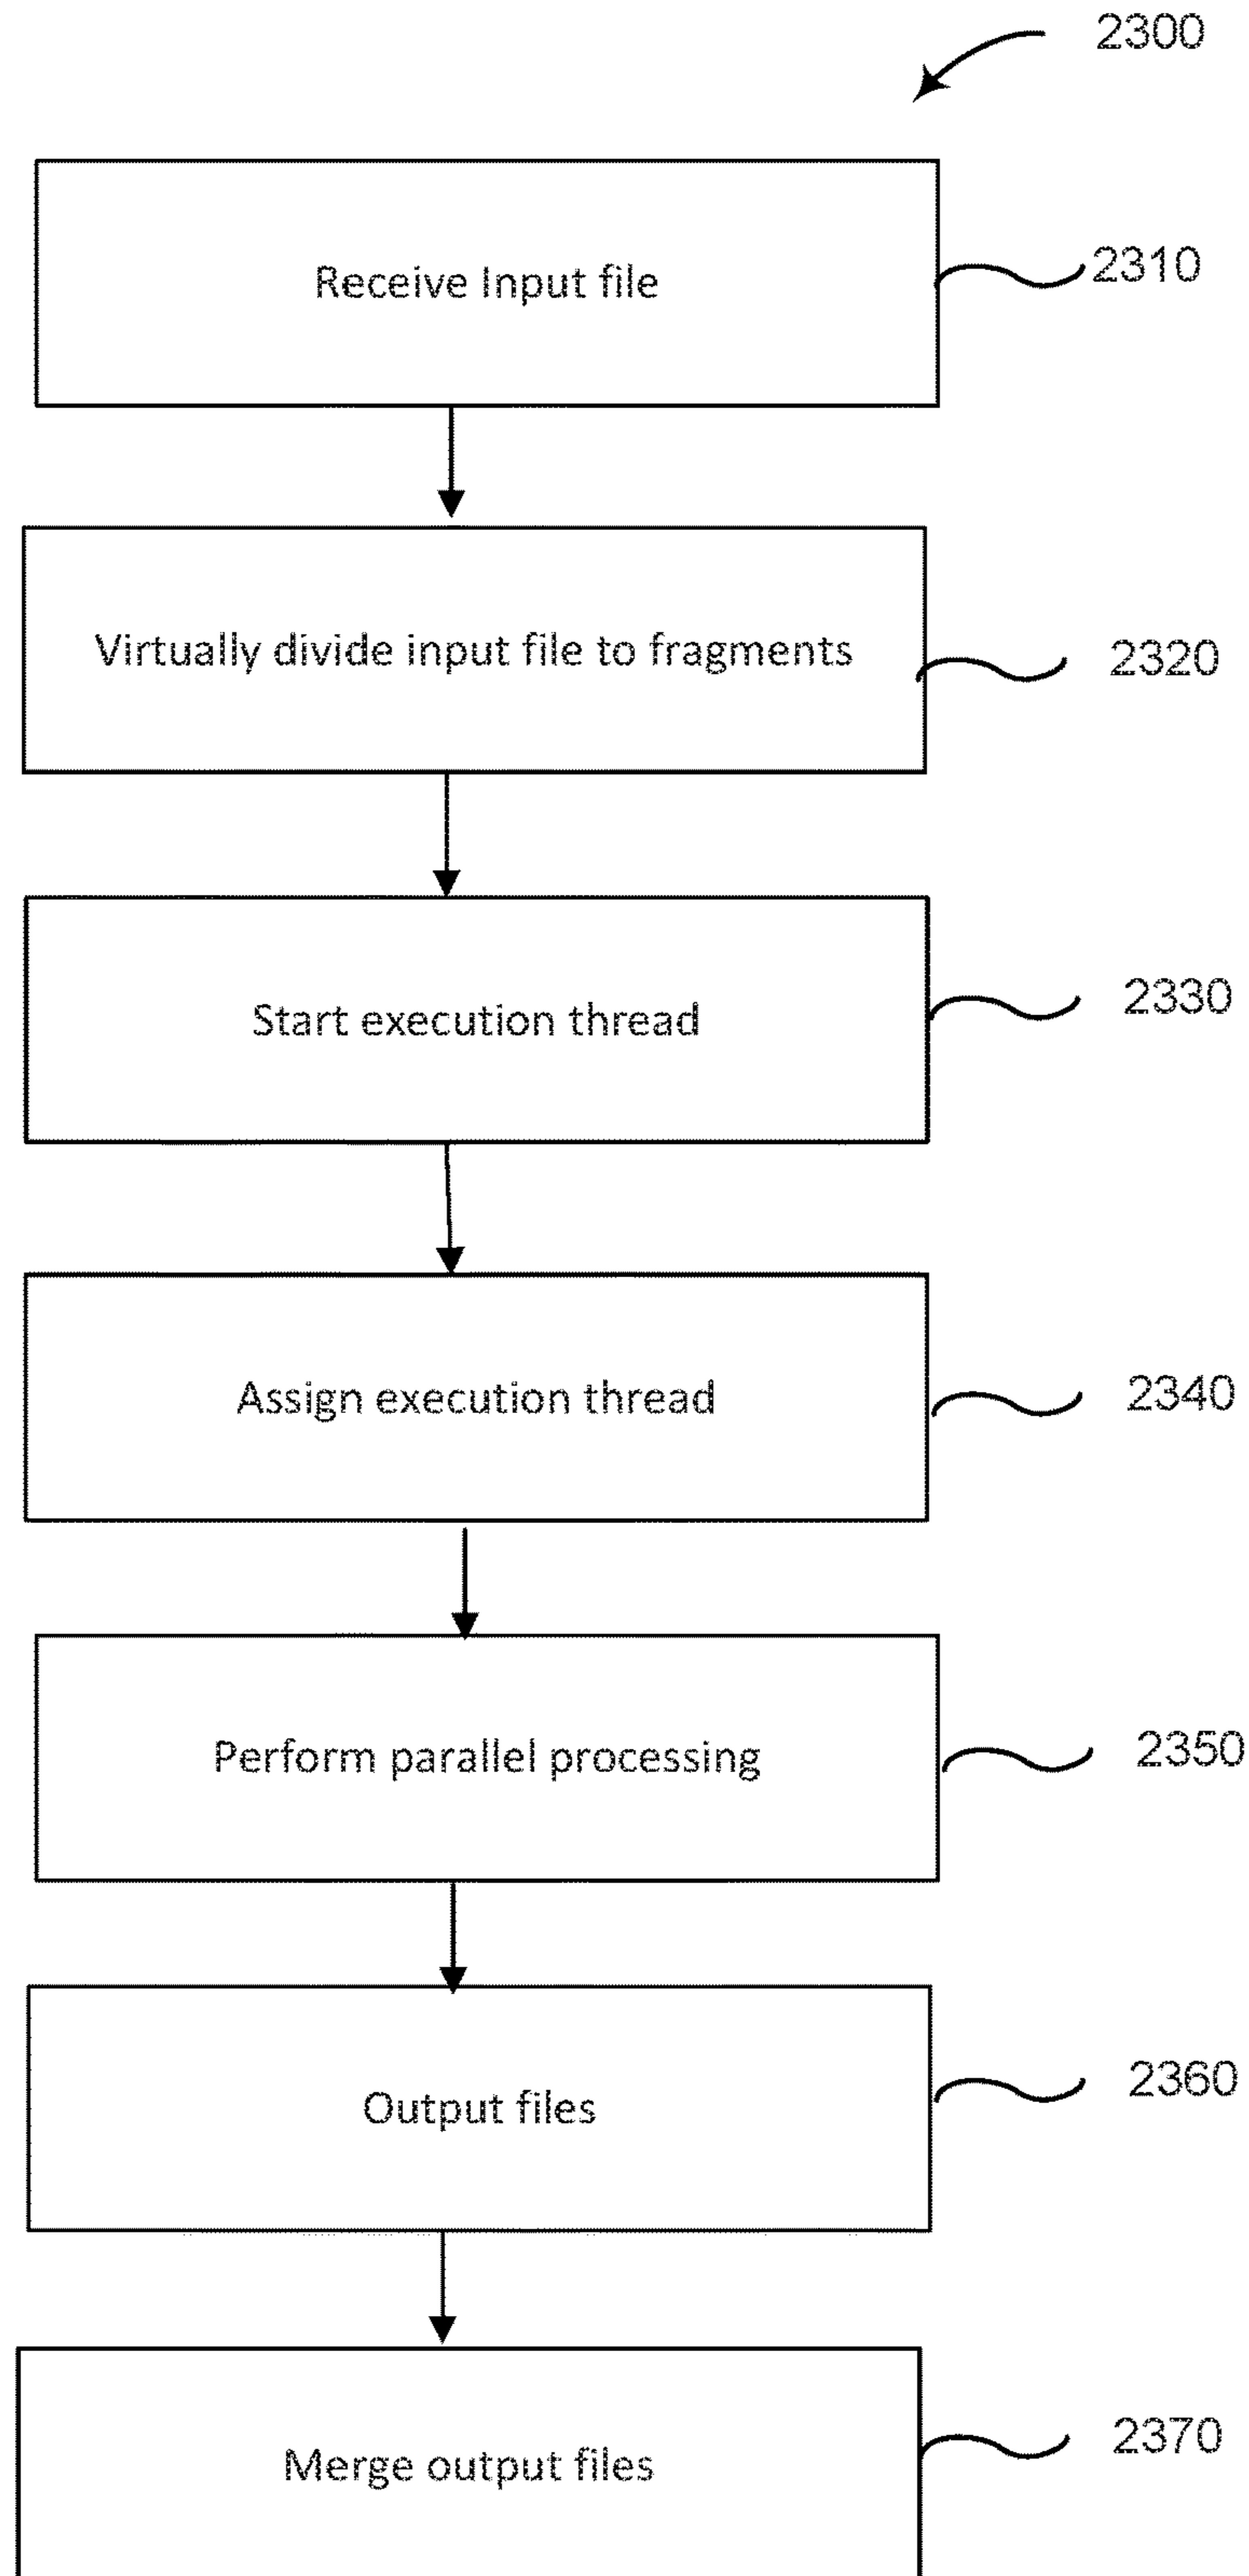 2300
Receive Input file
2310
Virtually divide input file to fragments
2320
Start execution thread
2330
Assign execution thread
2340
Perform parallel processing
2350
Output files
2360
Merge output files
2370